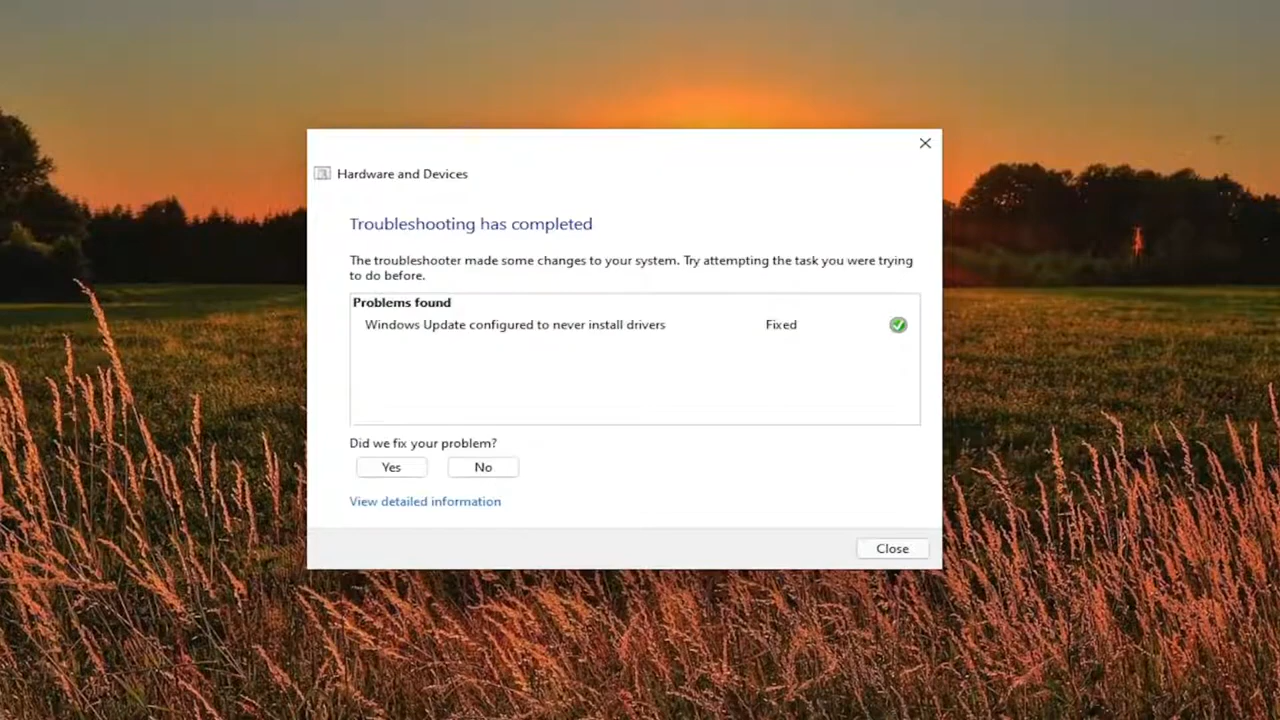 Hardware and Devices
Troubleshooting has completed
The troubleshooter made some changes to your system. Try attempting the task you were trying
to do before.
Problems found
Windows Update configured to never install drivers Fixed
Did we fix your problem?
Yes No
View detailed information
Close